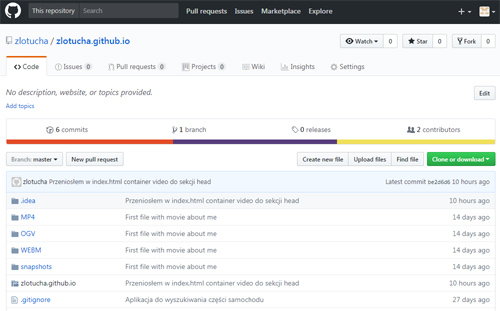 This repository Search Pull requests Issues Marketplace Explore
zlotucha / zlotucha.github.io Watch 0 Star 0 Fork 0
Code Issues 0 Pull requests 0 Projects 0 Wiki Insights Settings
No description, website, or topics provided. Edit
Add topics
6 commits 1 branch 0 releases 2 contributors
Branch: master New pull request Create new file Upload files Find file Clone or download
zlotucha Przeniosłem w index.html container video do sekcji head Latest commit be2d6d6 10 hours ago
.idea Przeniosłem w index.html container video do sekcji head 10 hours ago
MP4 First file with movie about me 14 days ago
OGV First file with movie about me 14 days ago
WEBM First file with movie about me 14 days ago
snapshots First file with movie about me 14 days ago
zlotucha.github.io Przeniosłem w index.html container video do sekcji head 10 hours ago
.gitignore Aplikacja do wyszukiwania części samochodu 27 days ago